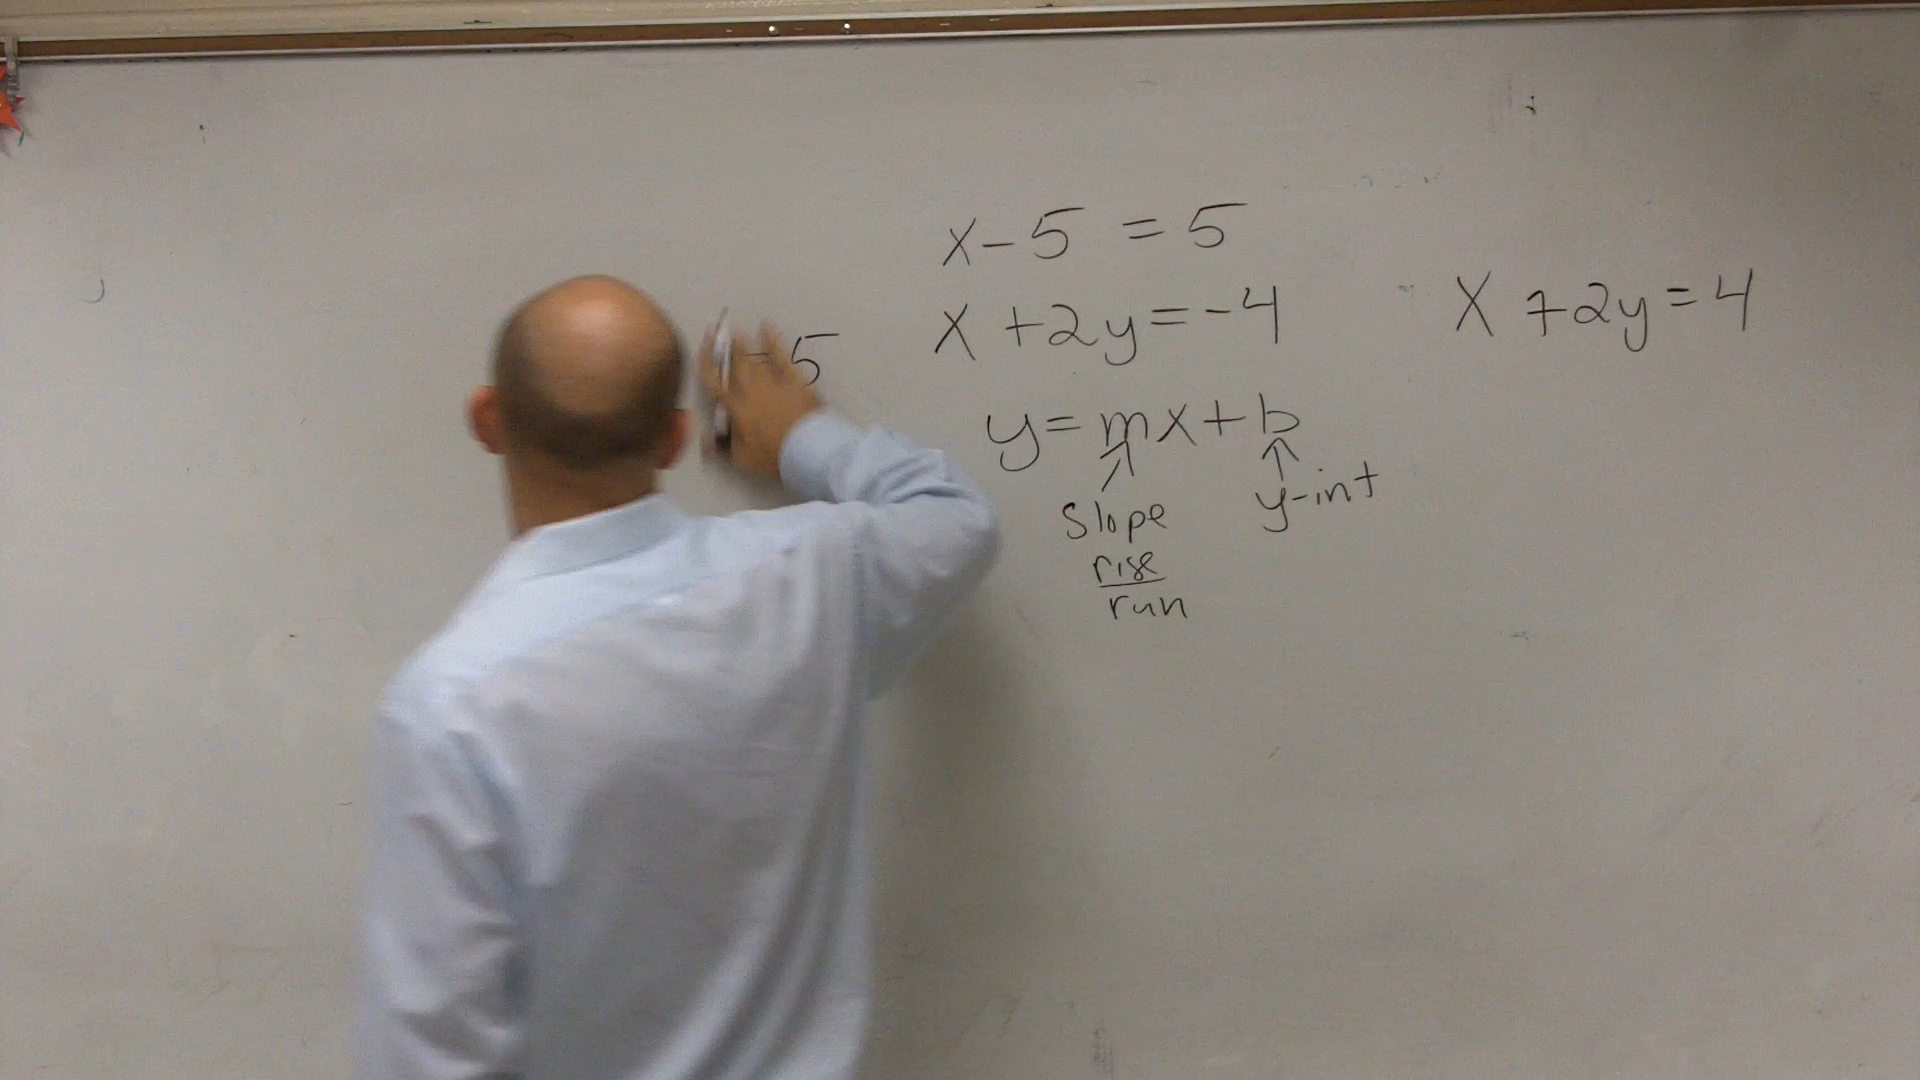 x-5 = 5
x+2y=-4
x+2y=4
=5
y=mx+b
slope
y-int
rise
run